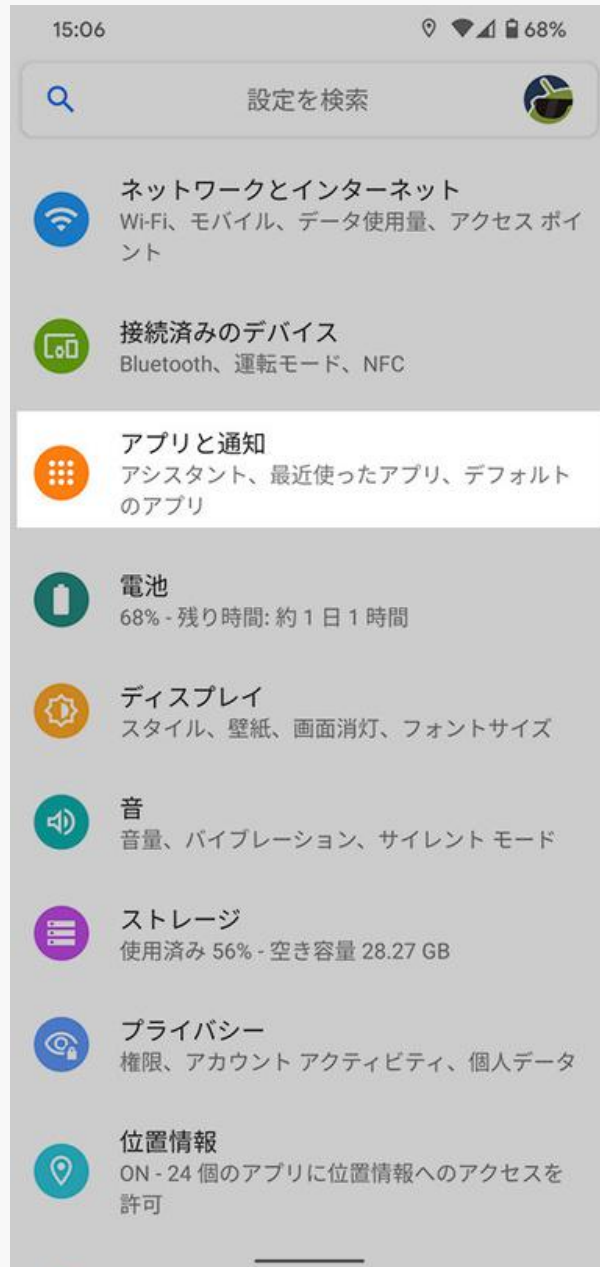 15:06
68%
設定を検索
ネットワークとインターネット
Wi-Fi、モバイル、データ使用量、アクセス ポイ
ント
接続済みのデバイス
Bluetooth、運転モード、NFC
アプリと通知
アシスタント、最近使ったアプリ、デフォルト
のアプリ
電池
68% - 残り時間: 約 1 日 1 時間
ディスプレイ
スタイル、壁紙、画面消灯、フォントサイズ
音
音量、バイブレーション、サイレント モード
ストレージ
使用済み 56% - 空き容量 28.27 GB
プライバシー
権限、アカウント アクティビティ、個人データ
位置情報
ON - 24 個のアプリに位置情報へのアクセスを
許可